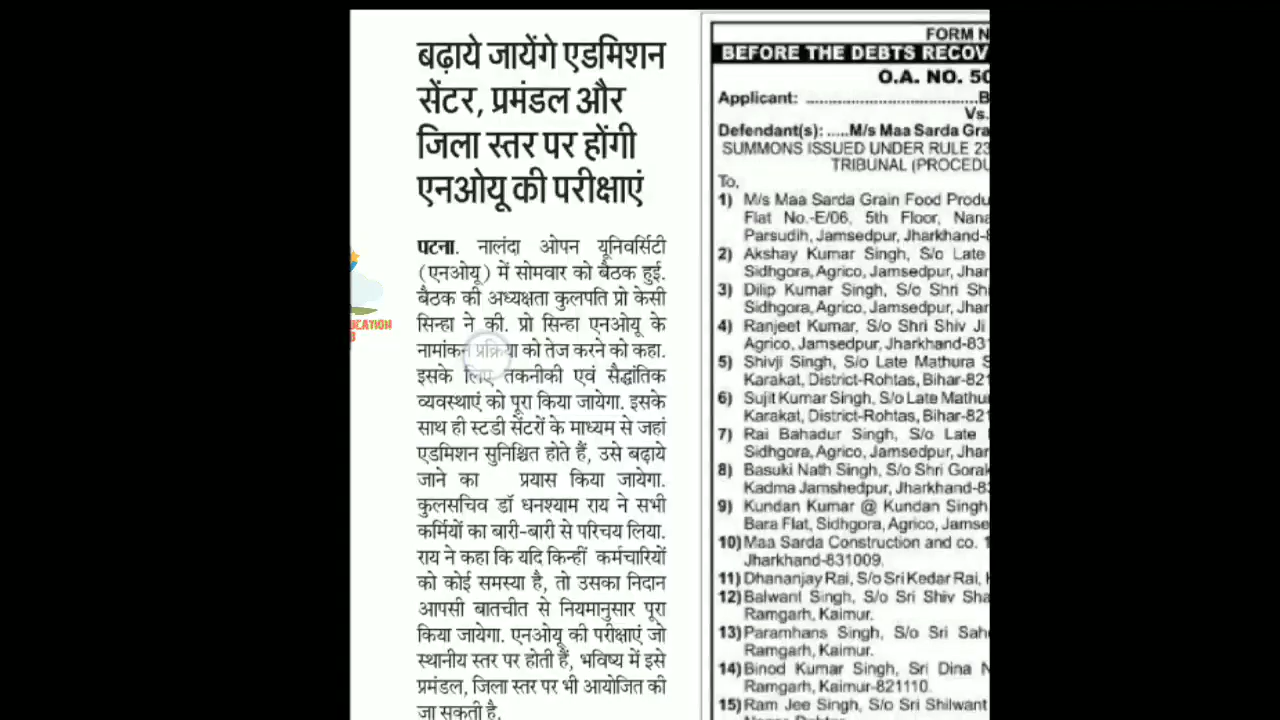 बढ़ाये जायेंगे एडमिशन
सेंटर, प्रमंडल और
जिला स्तर पर होंगी
एनओयू की परीक्षाएं
पटना. नालंदा ओपन यूनिवर्सिटी
(एनओयू) में सोमवार को बैठक हुई.
बैठक की अध्यक्षता कुलपति प्रो केसी
सिन्हा ने की. प्रो सिन्हा एनओयू के
नामांकन प्रक्रिया को तेज करने को कहा.
इसके लिए तकनीकी एवं सैद्धांतिक
व्यवस्थाएं को पूरा किया जायेगा. इसके
साथ ही स्टडी सेंटरों के माध्यम से जहां
एडमिशन सुनिश्चित होते हैं, उसे बढ़ाये
जाने का प्रयास किया जायेगा.
कुलसचिव डॉ धनश्याम राय ने सभी
कर्मियों का बारी-बारी से परिचय लिया.
राय ने कहा कि यदि किन्हीं कर्मचारियों
को कोई समस्या है, तो उसका निदान
आपसी बातचीत से नियमानुसार पूरा
किया जायेगा. एनओयू की परीक्षाएं जो
स्थानीय स्तर पर होती हैं, भविष्य में इसे
प्रमंडल, जिला स्तर पर भी आयोजित की
जा सकती है.
FORM N
BEFORE THE DEBTS RECOV
O.A. NO. 50
Applicant: ..........................................B
Vs.
Defendant(s): .....M/s Maa Sarda Gra
SUMMONS ISSUED UNDER RULE 23
TRIBUNAL (PROCEDU
To,
1) M/s Maa Sarda Grain Food Produ
Flat No.-E/06, 5th Floor, Nana
Parsudih, Jamsedpur, Jharkhand-8
2) Akshay Kumar Singh, S/o Late
Sidhgora, Agrico, Jamsedpur, Jhar
3) Dilip Kumar Singh, S/o Shri Shi
Sidhgora, Agrico, Jamsedpur, Jhar
4) Ranjeet Kumar, S/o Shri Shiv Ji
Agrico, Jamsedpur, Jharkhand-831
5) Shivji Singh, S/o Late Mathura S
Karakat, District-Rohtas, Bihar-821
6) Sujit Kumar Singh, S/o Late Mathu
Karakat, District-Rohtas, Bihar-821
7) Rai Bahadur Singh, S/o Late
Sidhgora, Agrico, Jamsedpur, Jhar
8) Basuki Nath Singh, S/o Shri Gorak
Kadma Jamshedpur, Jharkhand-83
9) Kundan Kumar @ Kundan Singh
Bara Flat, Sidhgora, Agrico, Jamse
10) Maa Sarda Construction and co. 1
Jharkhand-831009.
11) Dhananjay Rai, S/o Sri Kedar Rai,
12) Balwant Singh, S/o Sri Shiv Sha
Ramgarh, Kaimur.
13) Paramhans Singh, S/o Sri Sah
Ramgarh, Kaimur.
14) Binod Kumar Singh, Sri Dina N
Ramgarh, Kaimur-821110.
15) Ram Jee Singh, S/o Sri Shilwant